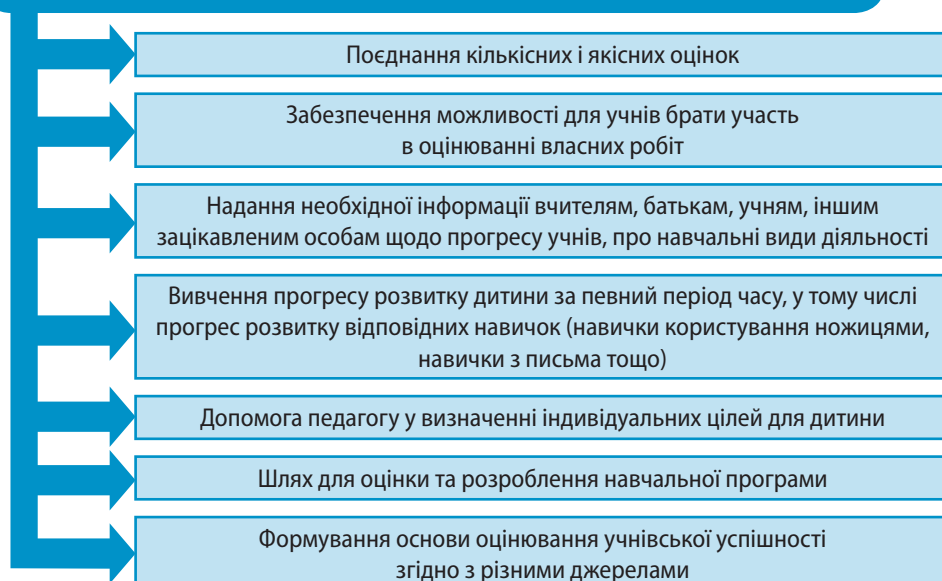 Поєднання кількісних і якісних оцінок
Забезпечення можливості для учнів брати участь
в оцінюванні власних робіт
Надання необхідної інформації вчителям, батькам, учням, іншим
зацікавленим особам щодо прогресу учнів, про навчальні види діяльності
Вивчення прогресу розвитку дитини за певний період часу, у тому числі
прогрес розвитку відповідних навичок (навички користування ножицями,
навички з письма тощо)
Допомога педагогу у визначенні індивідуальних цілей для дитини
Шлях для оцінки та розроблення навчальної програми
Формування основи оцінювання учнівської успішності
згідно з різними джерелами